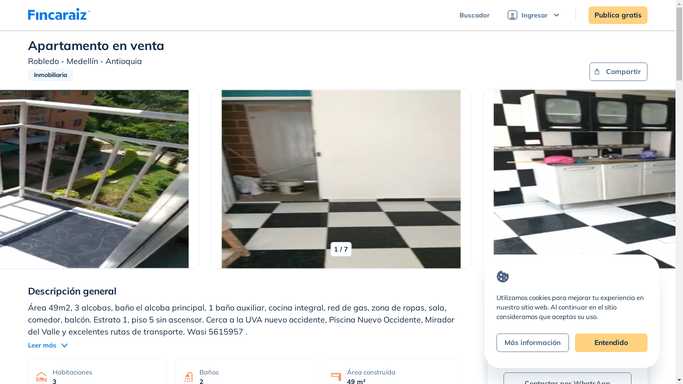 Fincaraiz
Buscador
Ingresar
Publica gratis
Apartamento en venta
Robledo - Medellín - Antioquia
Inmobiliaria
Compartir
1 / 7
Descripción general
Área 49m2, 3 alcobas, baño el alcoba principal, 1 baño auxiliar, cocina integral, red de gas, zona de ropas, sala,
comedor, balcón. Estrato 1, piso 5 sin ascensor. Cerca a la UVA nuevo occidente, Piscina Nuevo Occidente, Mirador
del Valle y excelentes rutas de transporte. Wasi 5615957 .
Leer más
Habitaciones
3
Baños
2
Área construida
49 m²
Utilizamos cookies para mejorar tu experiencia en
nuestro sitio web. Al continuar en el sitio
consideramos que aceptas su uso.
Más información
Entendido
Contactar por WhatsApp